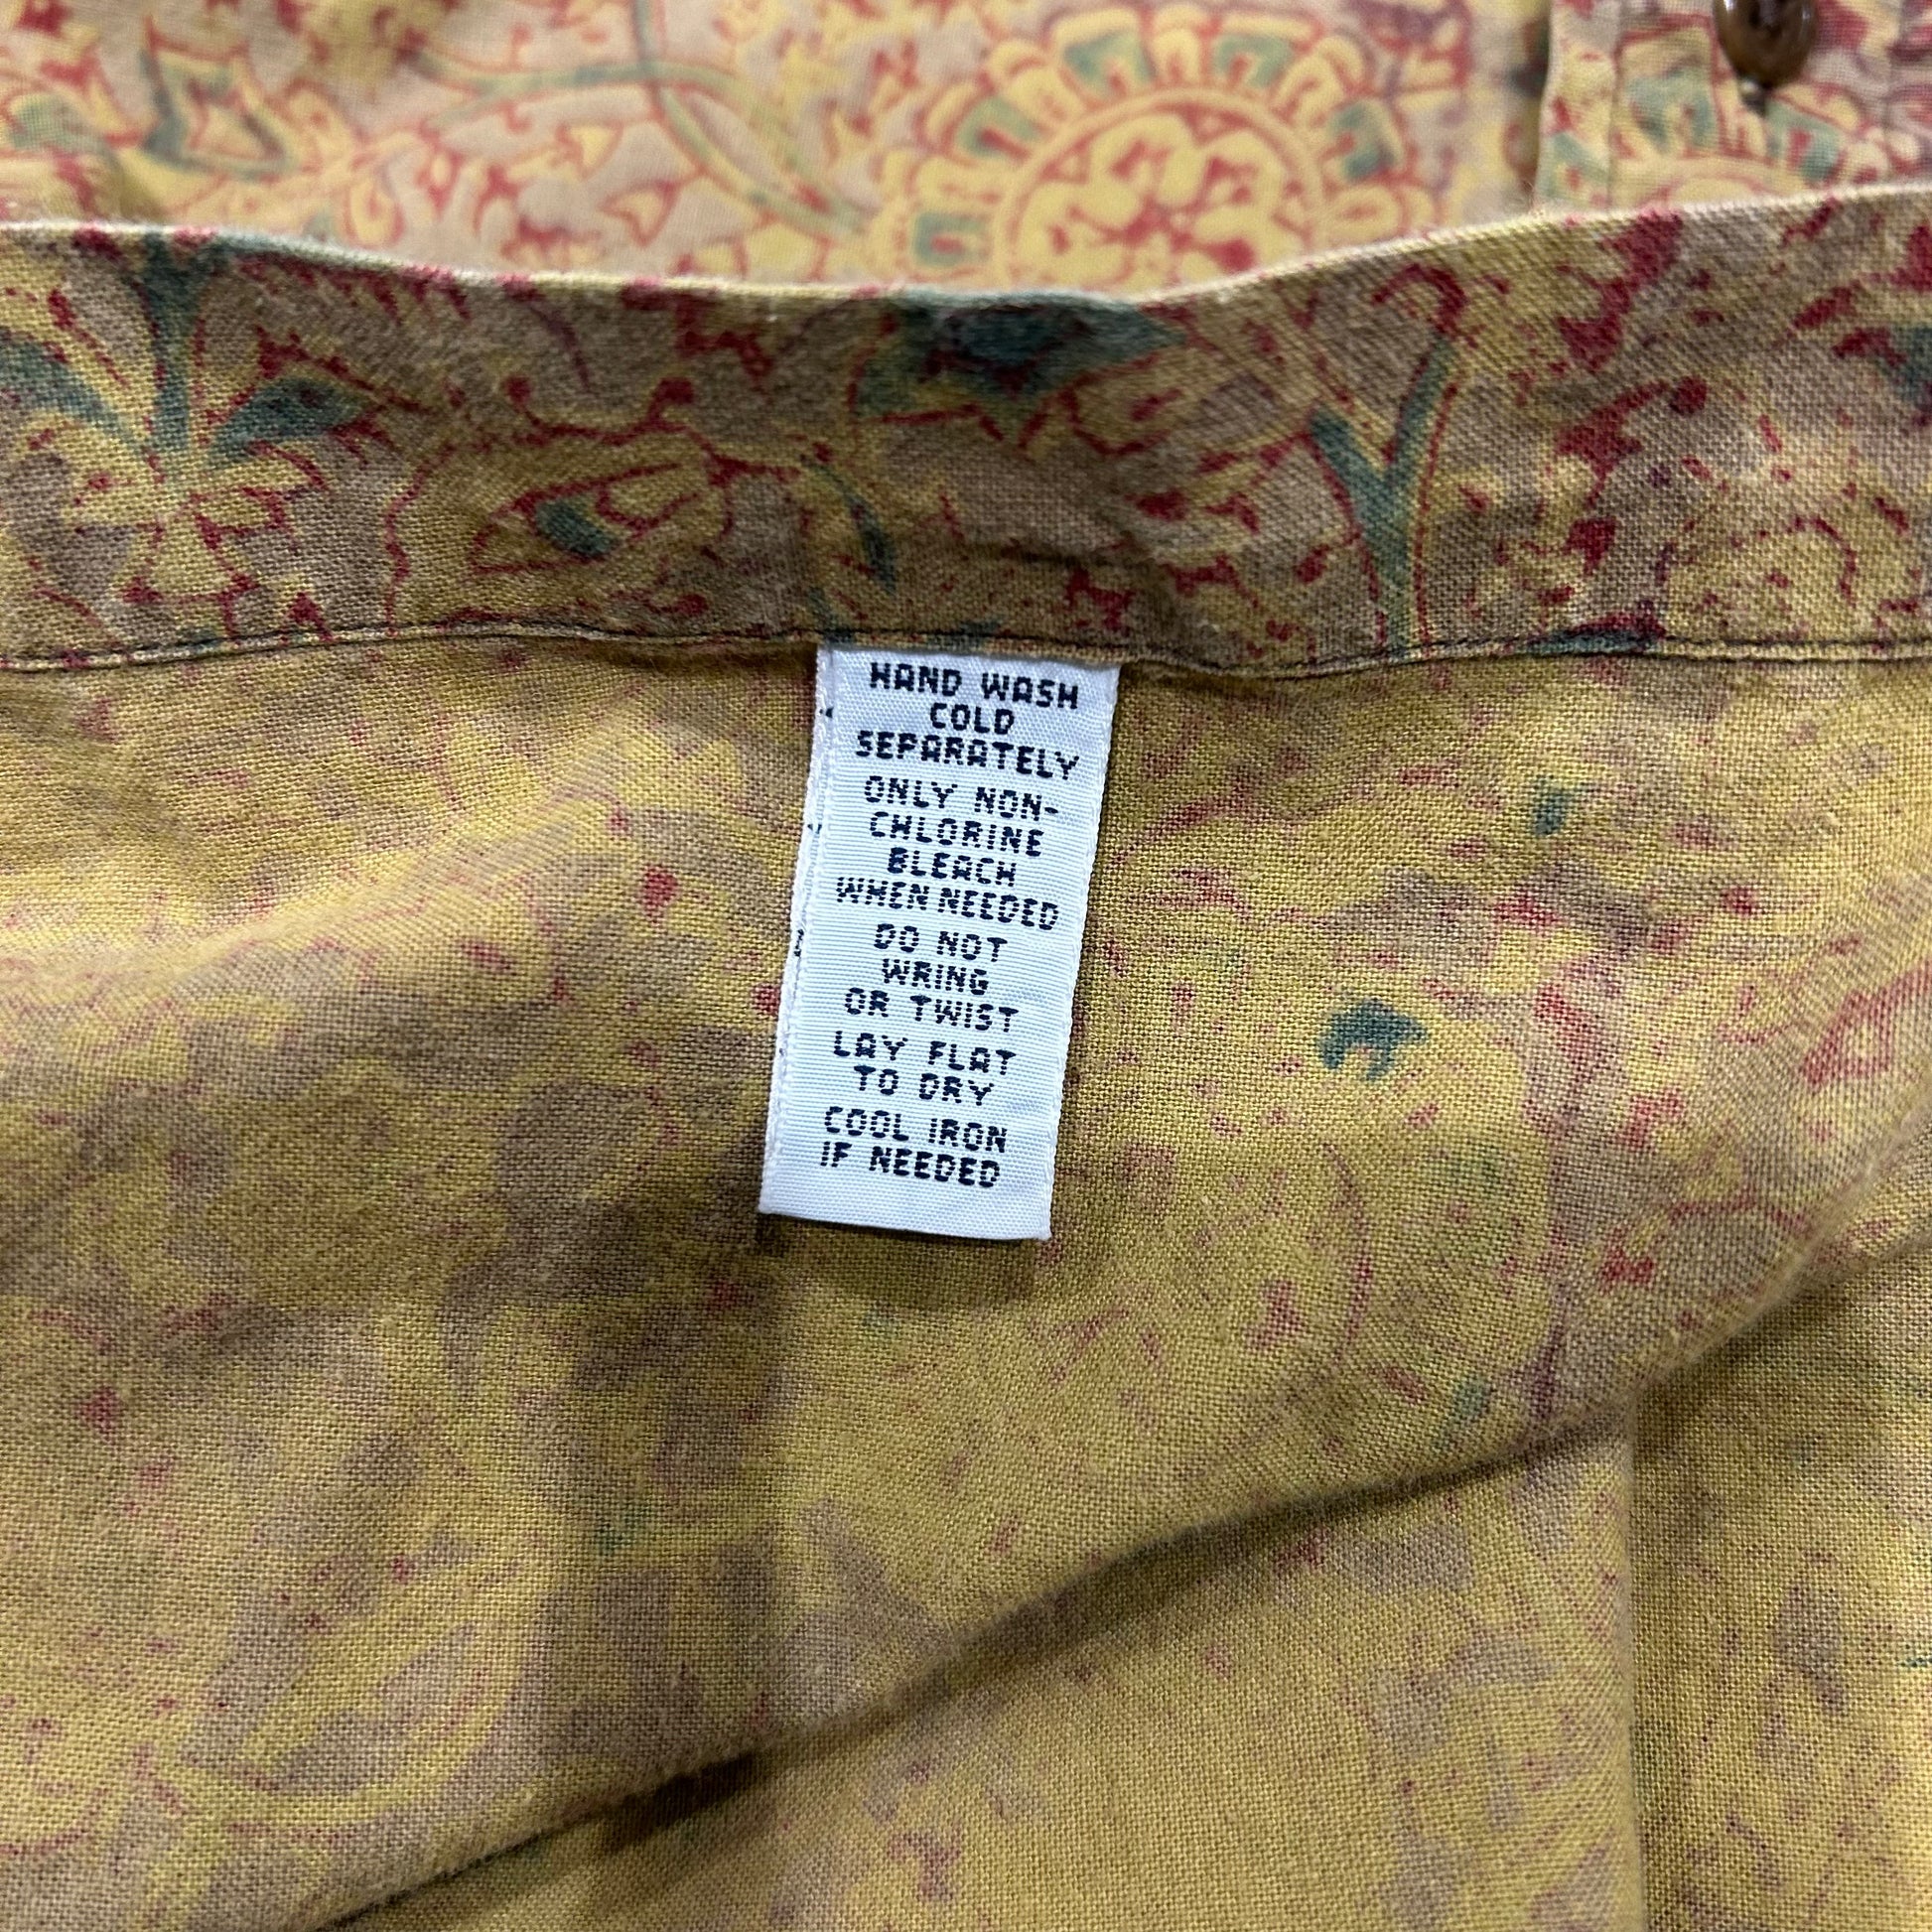 HAND WASH
COLD
SEPARATELY
ONLY NON-
CHLORINE
BLEACH
WHEN NEEDED
DO NOT
WRING
OR TWIST
LAY FLAT
TO DRY
COOL IRON
IF NEEDED